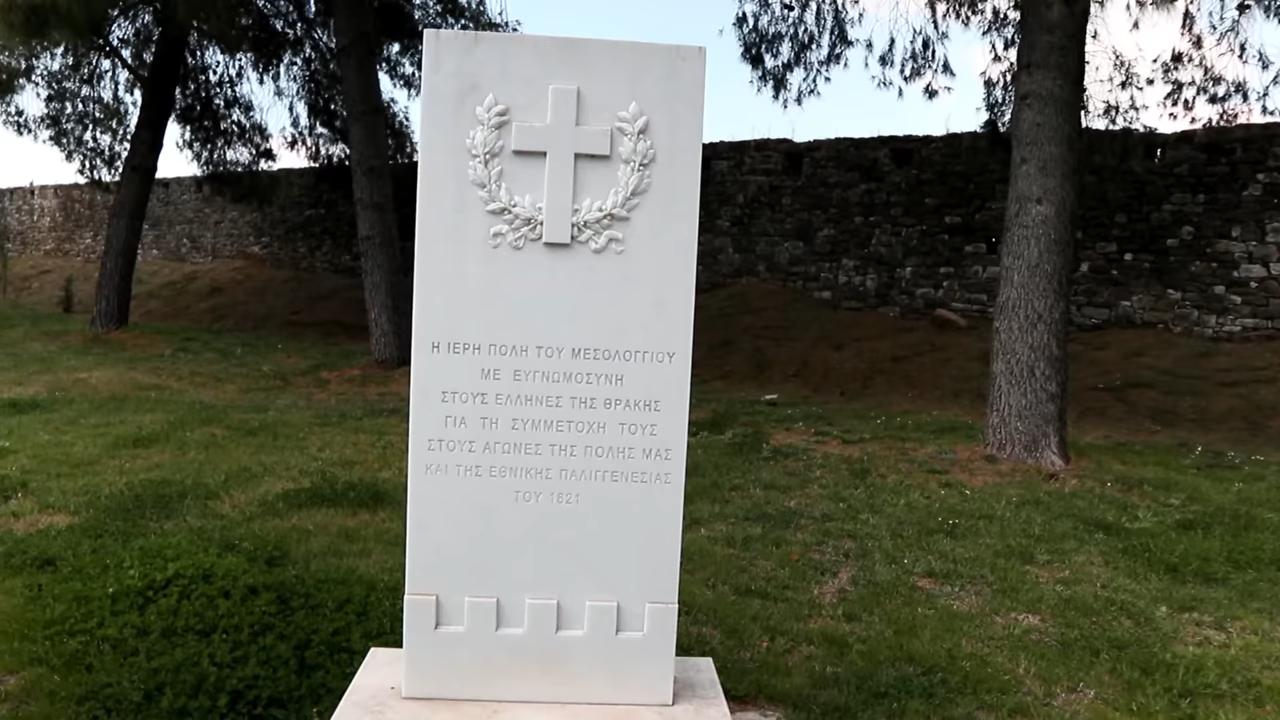 Η ΙΕΡΗ ΠΟΛΗ ΤΟΥ ΜΕΣΟΛΟΓΓΙΟΥ
ΜΕ ΕΥΓΝΩΜΟΣΥΝΗ
ΣΤΟΥΣ ΕΛΛΗΝΕΣ ΤΗΣ ΘΡΑΚΗΣ
ΓΙΑ ΤΗ ΣΥΜΜΕΤΟΧΗ ΤΟΥΣ
ΣΤΟΥΣ ΑΓΩΝΕΣ ΤΗΣ ΠΟΛΗΣ ΜΑΣ
ΚΑΙ ΤΗΣ ΕΘΝΙΚΗΣ ΠΑΛΙΓΓΕΝΕΣΙΑΣ
ΤΟΥ 1821